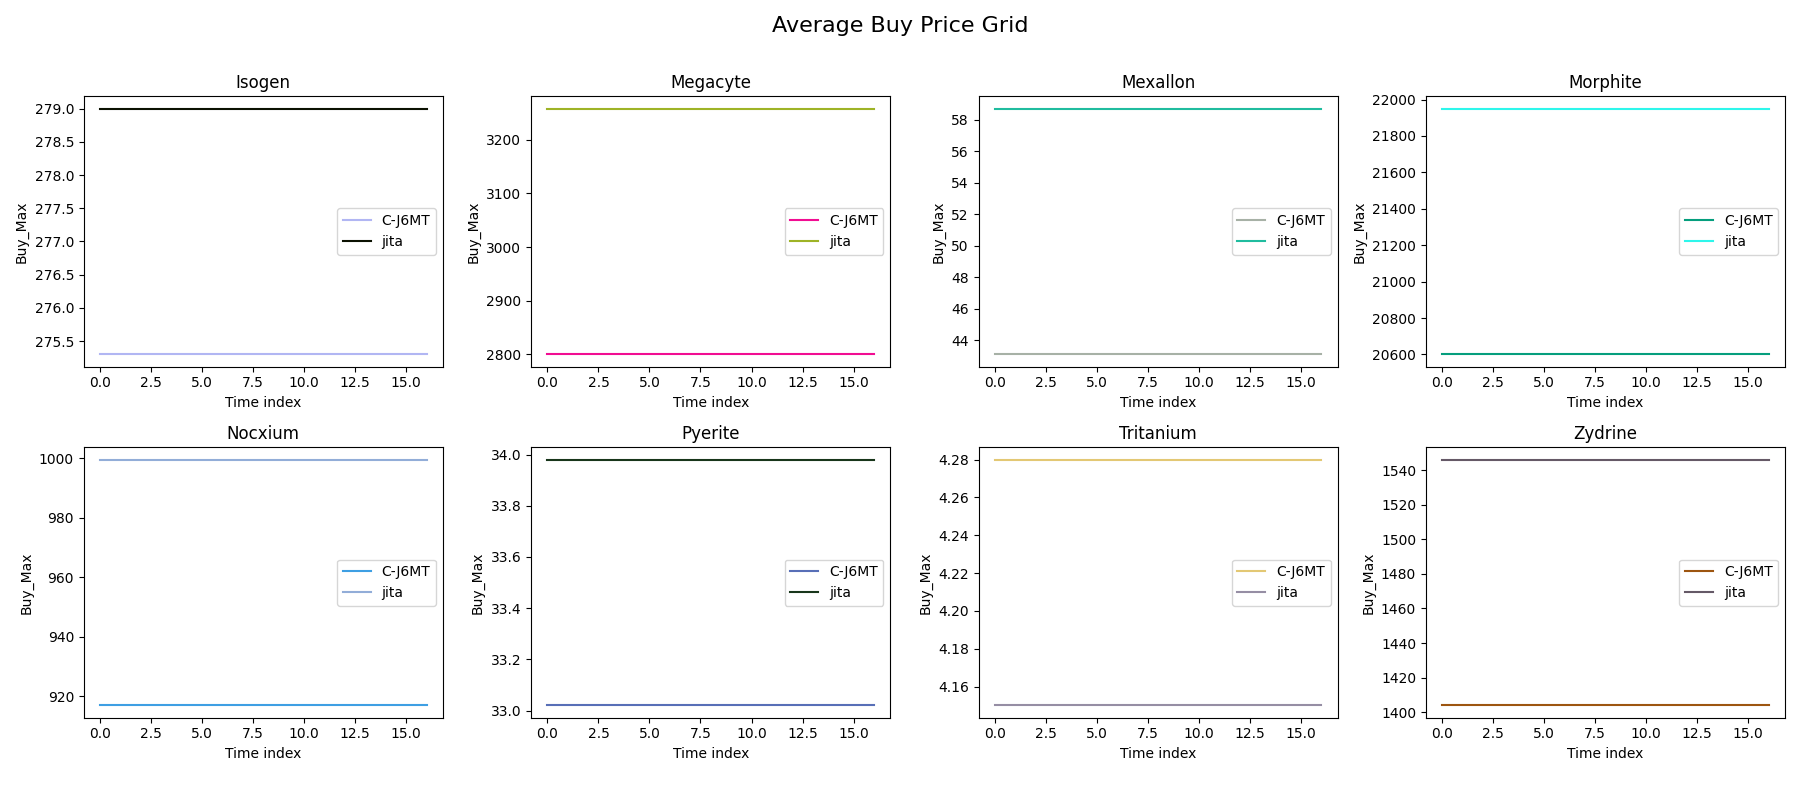 Average Buy Price Grid
Isogen
279.0
278.5
278.0
277.5
277.0
276.5
276.0
275.5
Buy_Max
C-J6MT
jita
0.0 2.5 5.0 7.5 10.0 12.5 15.0
Time index
Megacyte
3200
3100
3000
2900
2800
Buy_Max
C-J6MT
jita
0.0 2.5 5.0 7.5 10.0 12.5 15.0
Time index
Mexallon
58
56
54
52
50
48
46
44
Buy_Max
C-J6MT
jita
0.0 2.5 5.0 7.5 10.0 12.5 15.0
Time index
Morphite
22000
21800
21600
21400
21200
21000
20800
20600
Buy_Max
C-J6MT
jita
0.0 2.5 5.0 7.5 10.0 12.5 15.0
Time index
Nocxium
1000
980
960
940
920
Buy_Max
C-J6MT
jita
0.0 2.5 5.0 7.5 10.0 12.5 15.0
Time index
Pyerite
34.0
33.8
33.6
33.4
33.2
33.0
Buy_Max
C-J6MT
jita
0.0 2.5 5.0 7.5 10.0 12.5 15.0
Time index
Tritanium
4.28
4.26
4.24
4.22
4.20
4.18
4.16
Buy_Max
C-J6MT
jita
0.0 2.5 5.0 7.5 10.0 12.5 15.0
Time index
Zydrine
1540
1520
1500
1480
1460
1440
1420
1400
Buy_Max
C-J6MT
jita
0.0 2.5 5.0 7.5 10.0 12.5 15.0
Time index